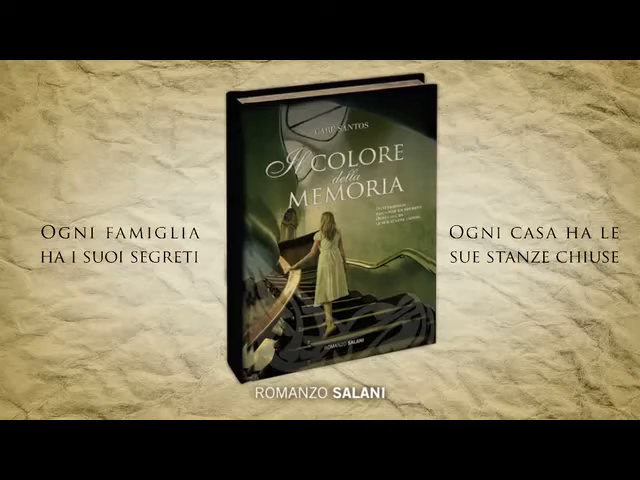 OGNI FAMIGLIA
HA I SUOI SEGRETI
SANTOS
Il COLORE
della
MEMORIA
ROMANZO SALANI
OGNI CASA HA LE
SUE STANZE CHIUSE
ROMANZO SALANI